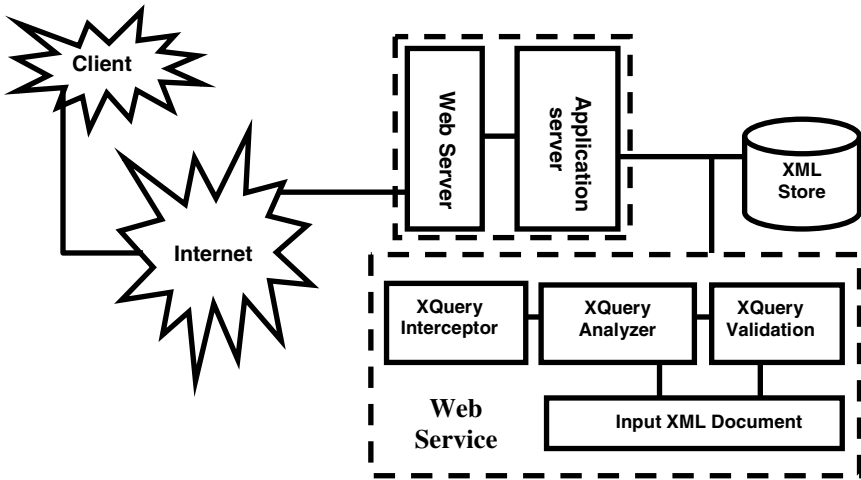 Client
Internet
Web Server
Application
server
XML
Store
XQuery
Interceptor
XQuery
Analyzer
XQuery
Validation
Web
Service
Input XML Document